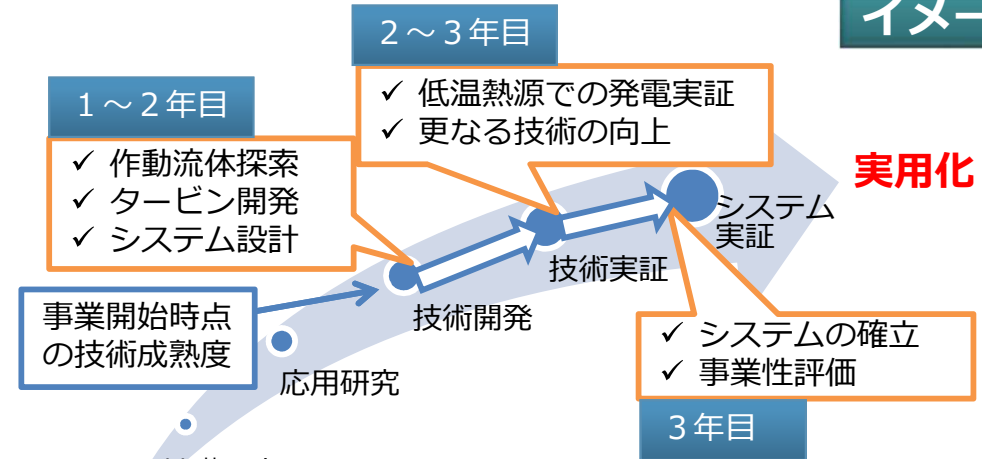 イメー
２～３年目
✓ 低温熱源での発電実証
✓ 更なる技術の向上
１～２年目
✓ 作動流体探索
✓ タービン開発
✓ システム設計
実用化
システム
実証
技術実証
技術開発
事業開始時点
の技術成熟度
応用研究
✓ システムの確立
✓ 事業性評価
３年目